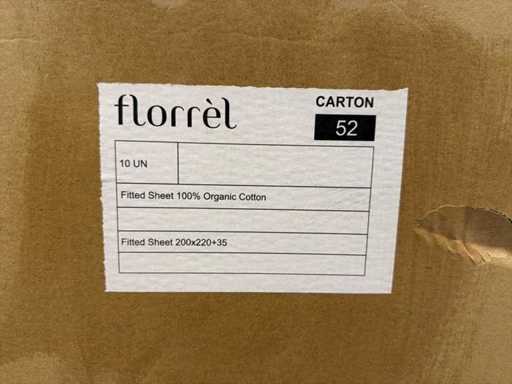 florrèl
CARTON
52
10 UN
Fitted Sheet 100% Organic Cotton
Fitted Sheet 200x220+35